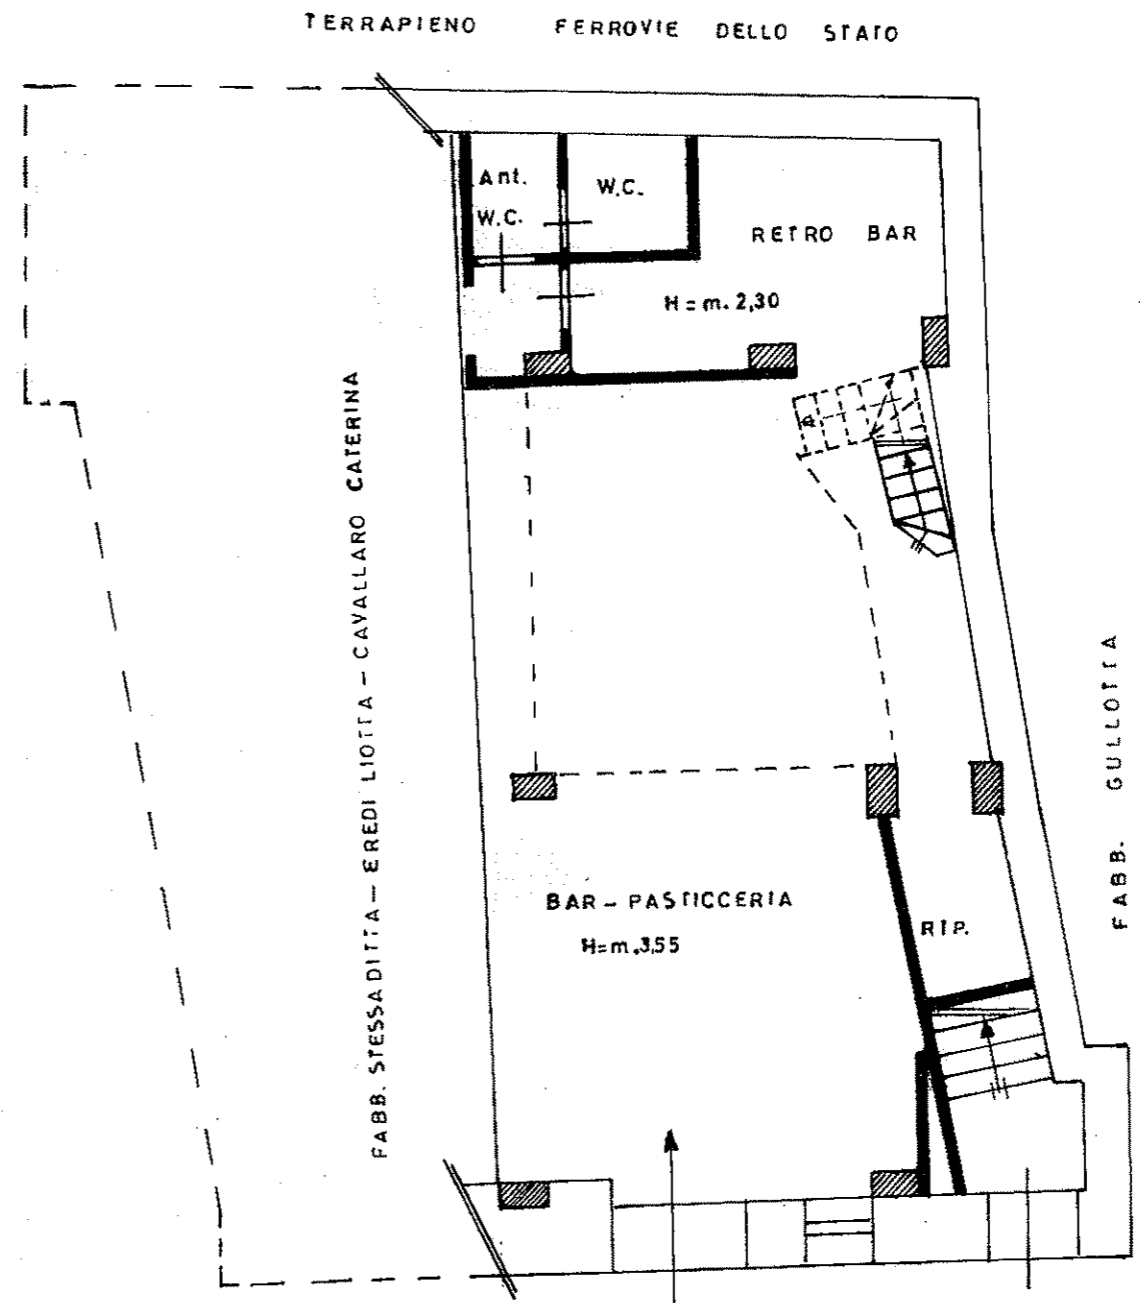 TERRAPIENO FERROVIE DELLO STATO
Ant.
W.C.
W.C.
RETRO BAR
H = m. 2,30
FABB. STESSA DITTA - EREDI LIOTTA - CAVALLARO CATERINA
FABB. GULLOTTA
BAR - PASTICCERIA
H = m. 3,55
RIP.